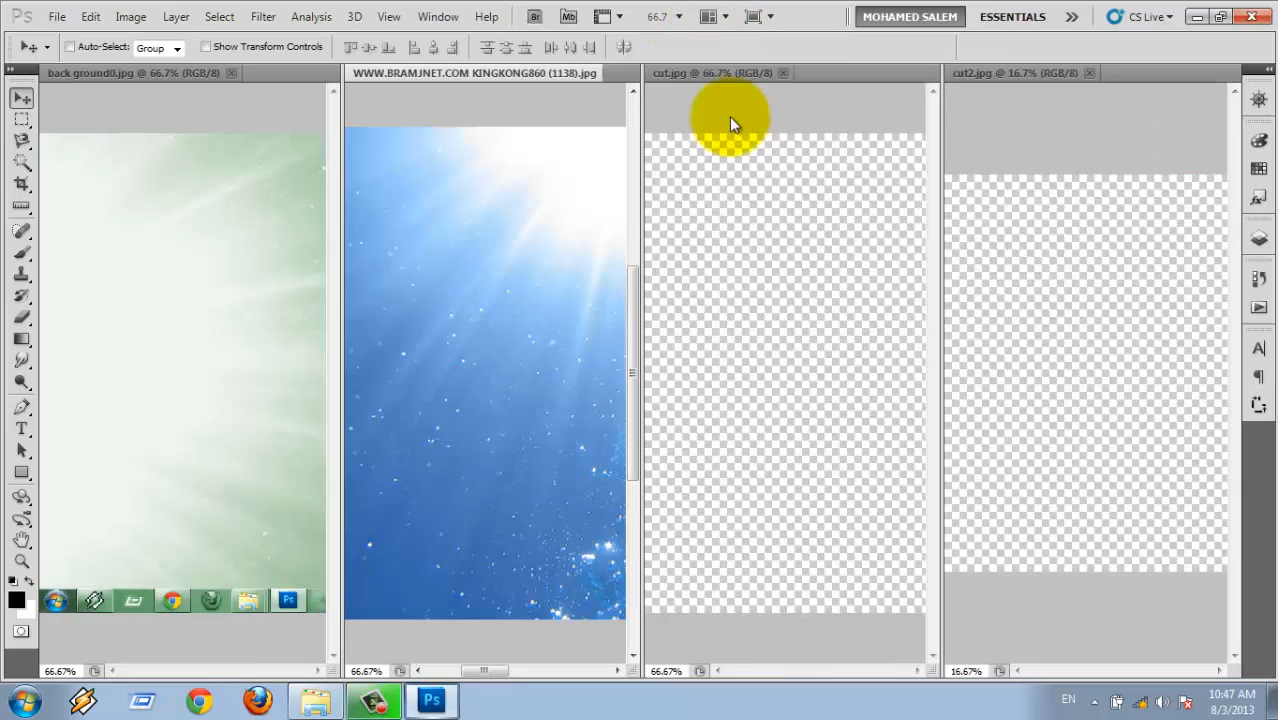 Ps File Edit Image Layer Select Filter Analysis 3D View Window Help Br Mb 66.7 MOHAMED SALEM ESSENTIALS CS Live
Auto-Select: Group Show Transform Controls
back ground0.jpg @ 66.7% (RGB/8) WWW.BRAMJNET.COM KINGKONG860 (1138).jpg cut.jpg @ 66.7% (RGB/8) cut2.jpg @ 16.7% (RGB/8)
Ps
66.67% 66.67% 66.67% 16.67%
Ps EN 10:47 AM
8/3/2013